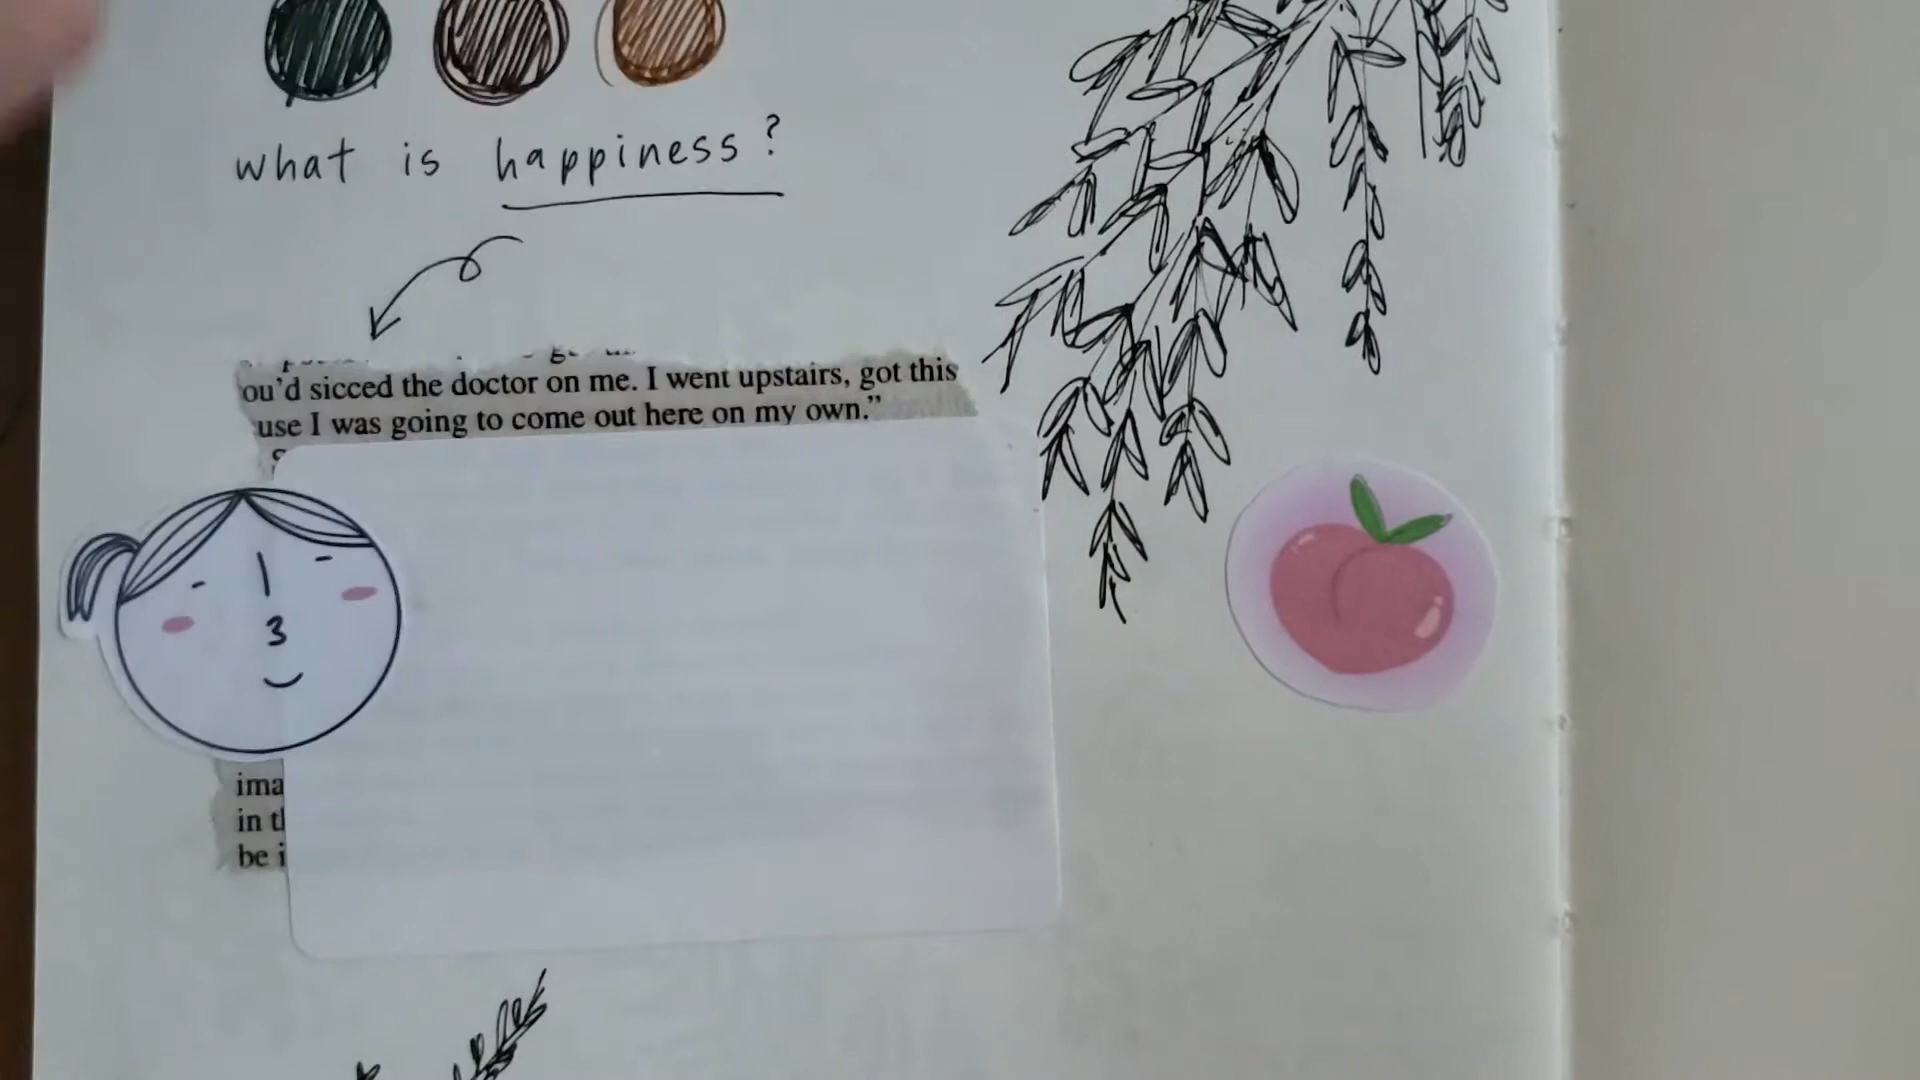 what is happiness?
ou'd sicced the doctor on me. I went upstairs, got this
use I was going to come out here on my own."
ima
in
be i